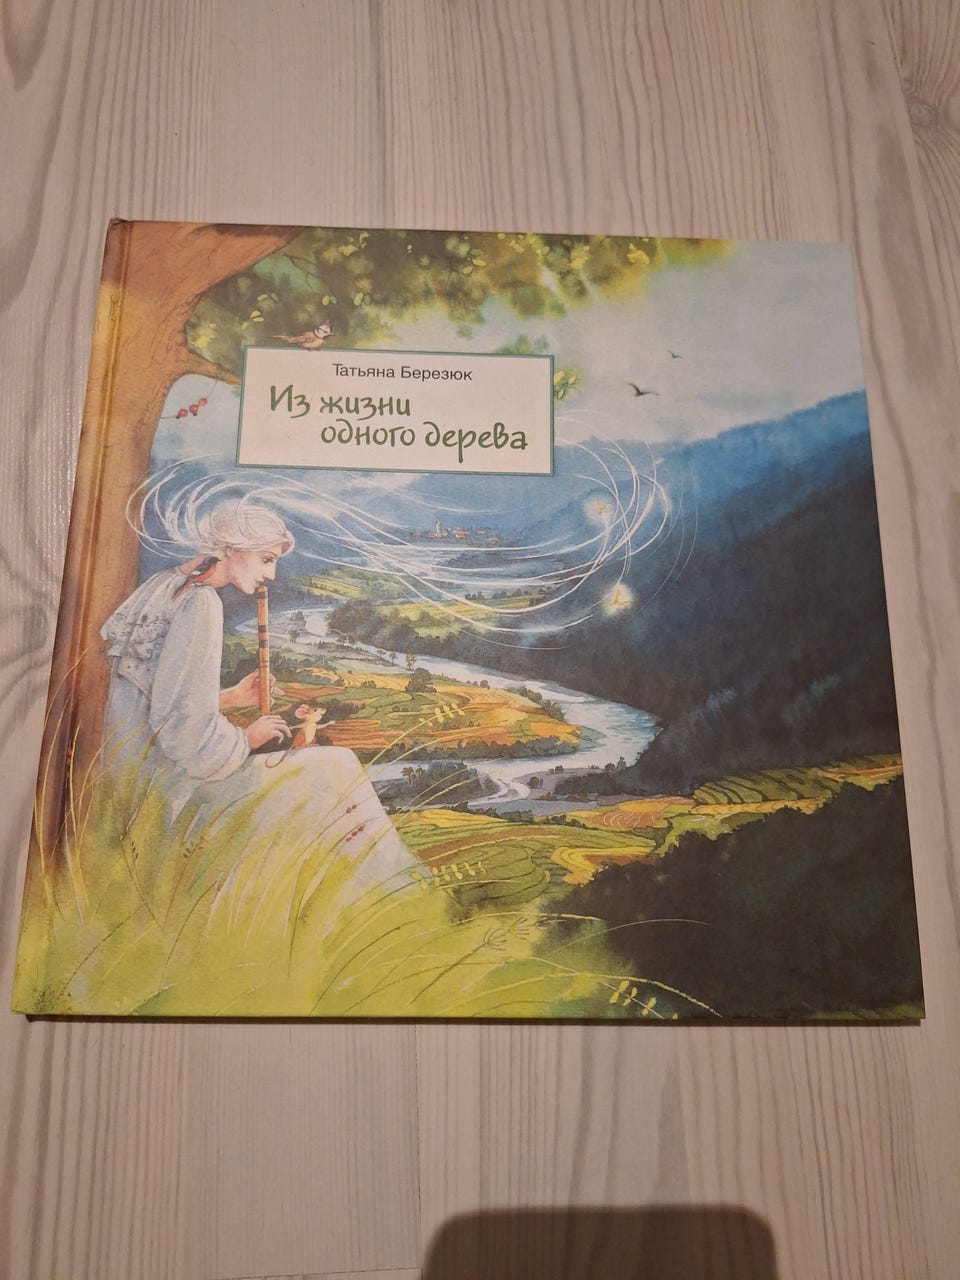 Татьяна Березюк
Из жизни
одного дерева